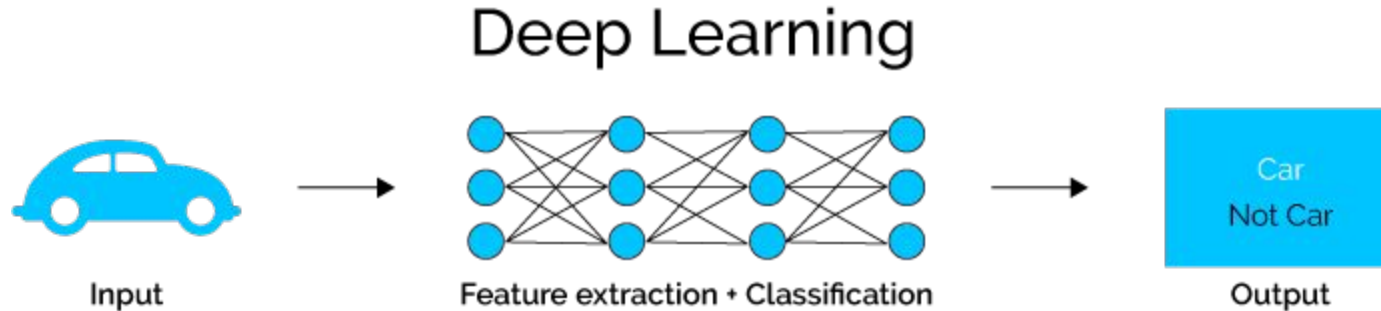 Deep Learning
Car
Not Car
Input
Feature extraction + Classification
Output